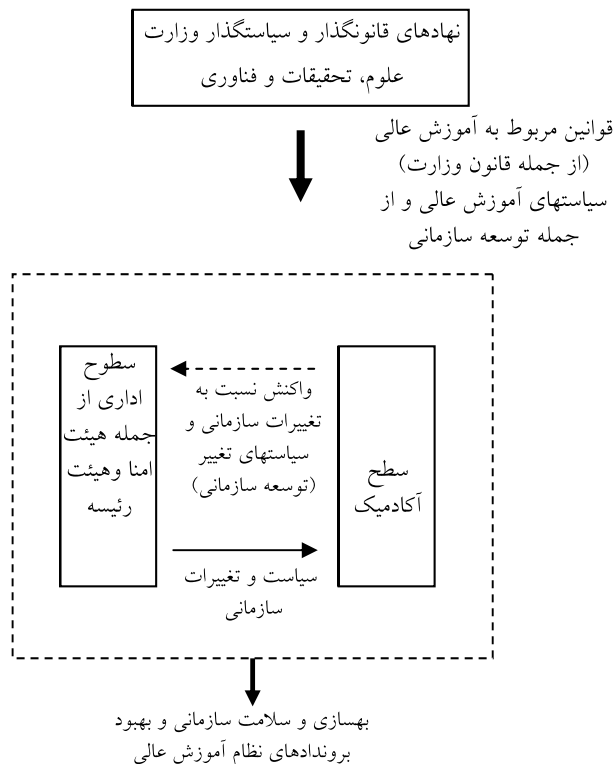 نهادهای قانونگذار و سیاستگذار وزارت
علوم، تحقیقات و فناوری
قوانین مربوط به آموزش عالی
(از جمله قانون وزارت)
سیاستهای آموزش عالی و از
جمله توسعه سازمانی
سطح
آکادمیک
واکنش نسبت به
تغییرات سازمانی و
سیاستهای تغییر
(توسعه سازمانی)
سیاست و تغییرات
سازمانی
سطوح
اداری از
جمله هیئت
امنا وهیئت
رئیسه
بهسازی و سلامت سازمانی و بهبود
بروندادهای نظام آموزش عالی